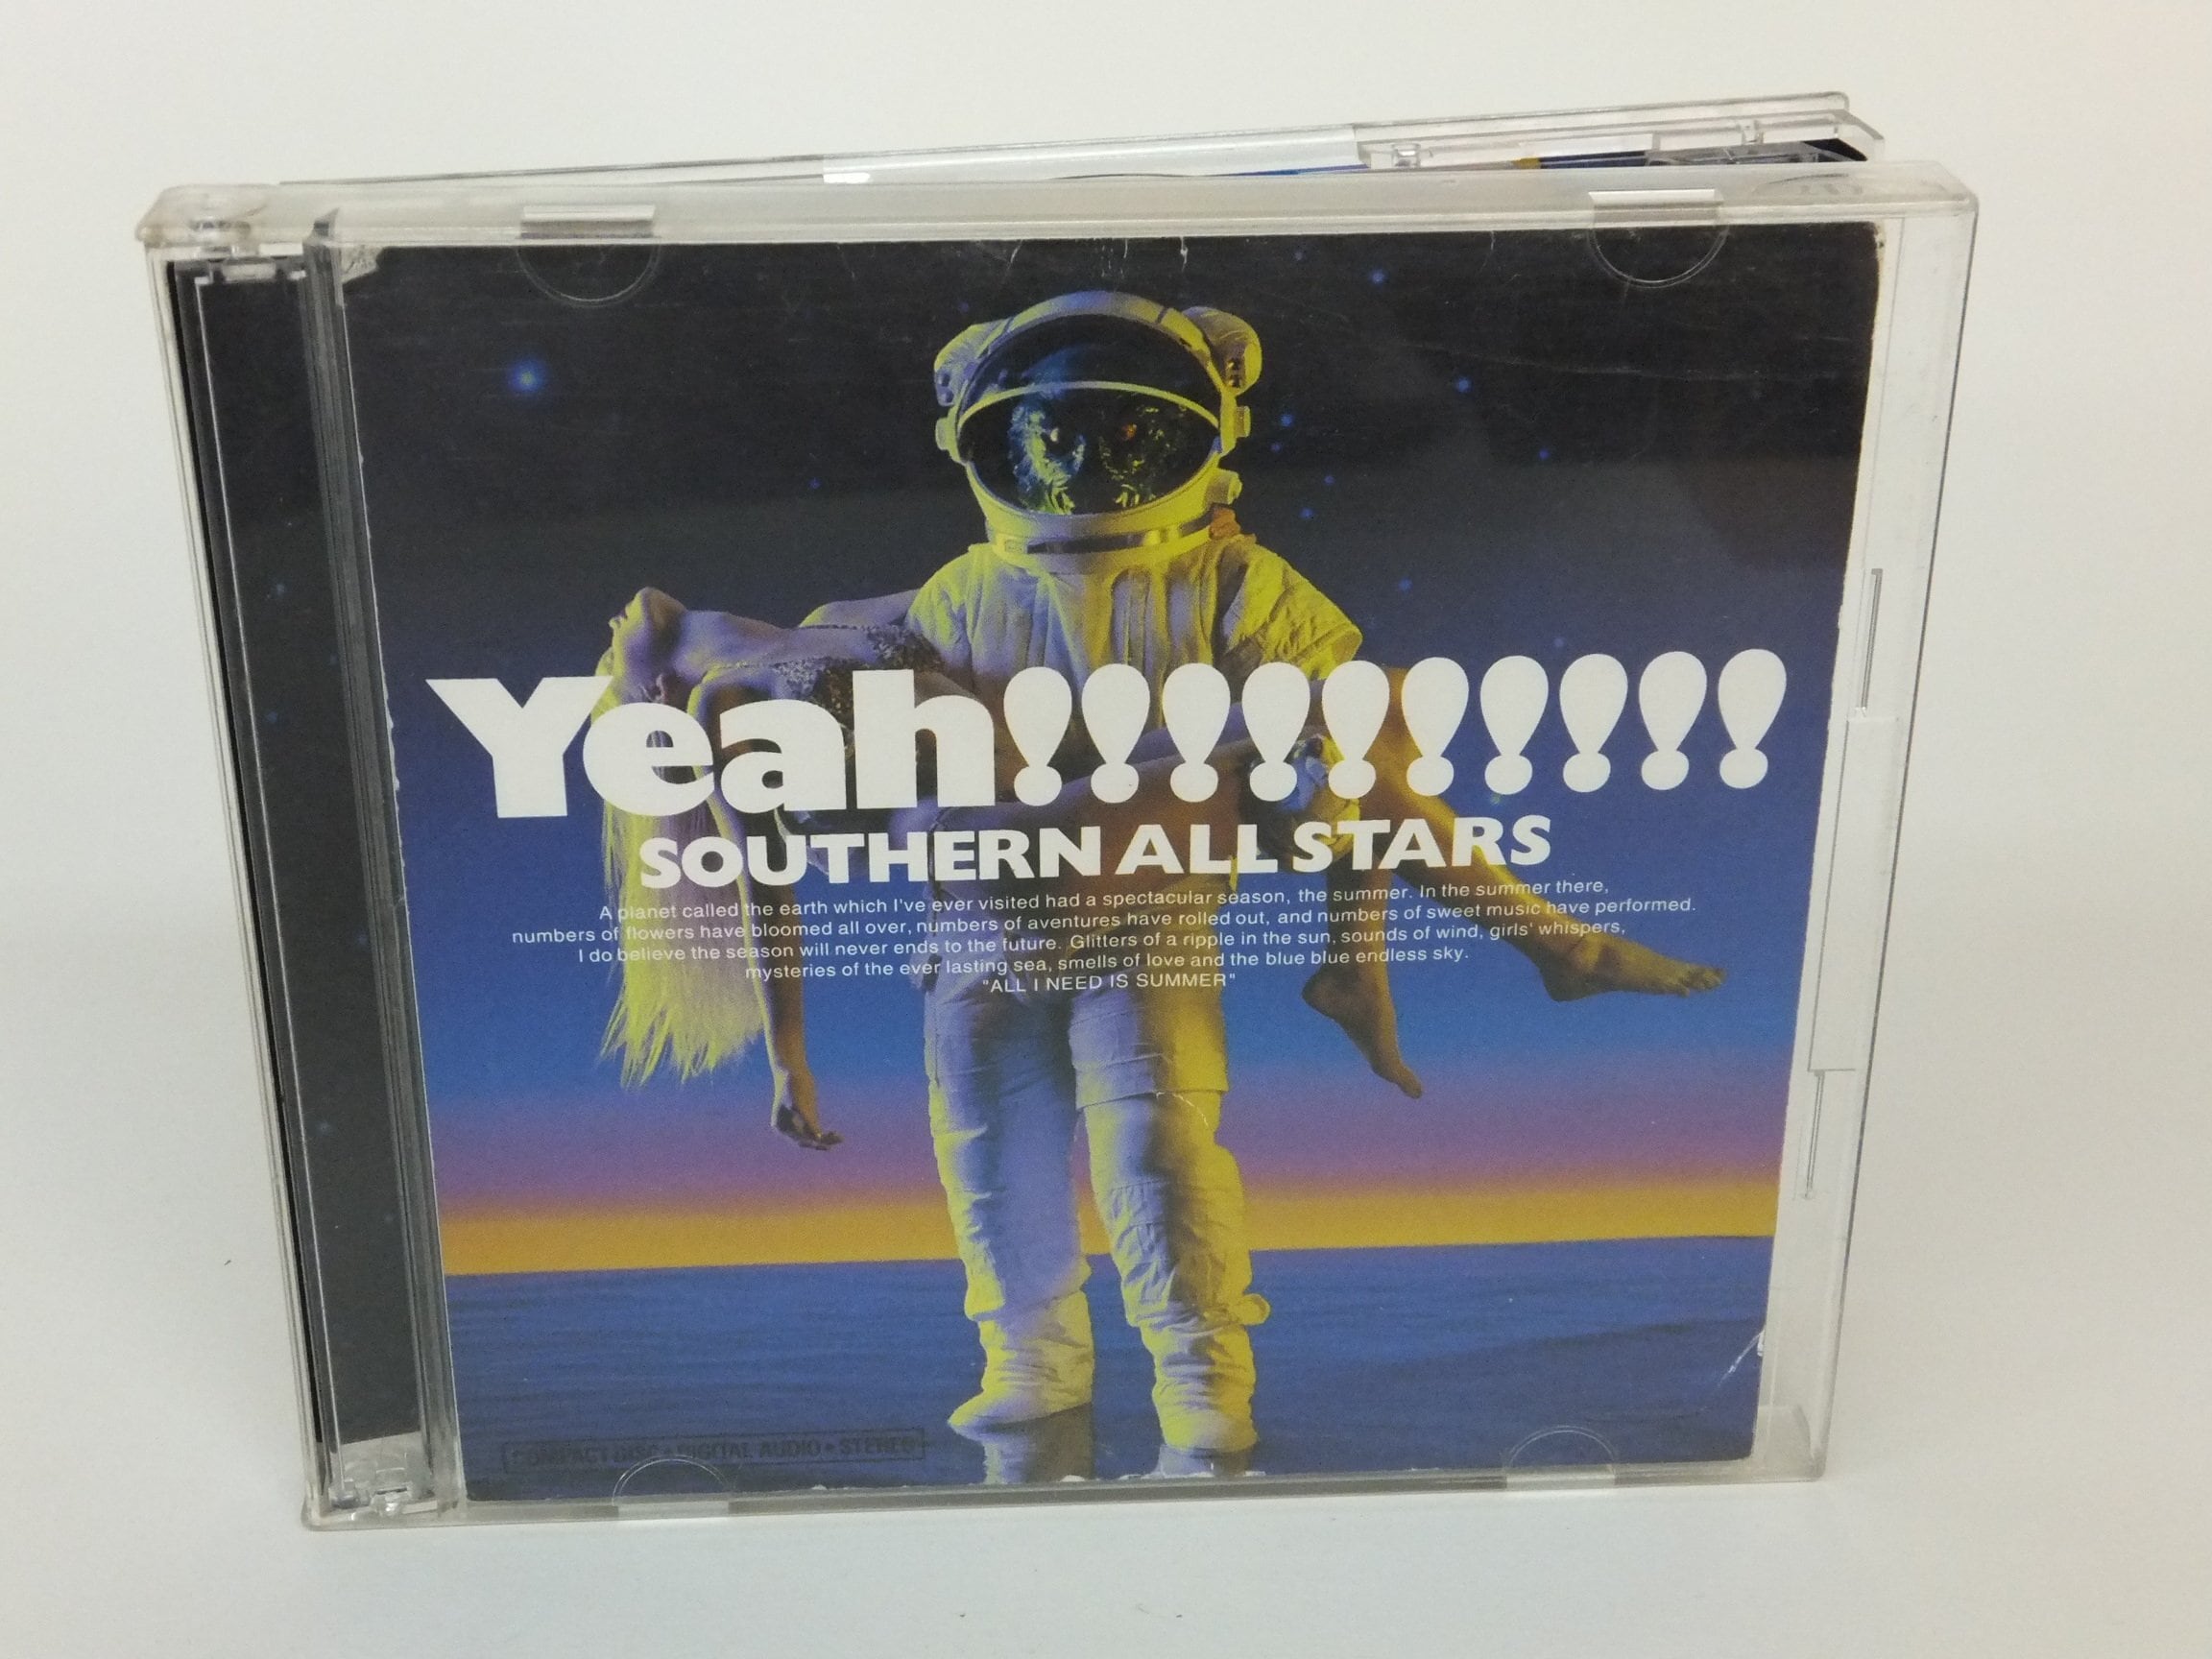 Yeah!!!!!!!!!!
SOUTHERN ALL STARS
A planet called the earth which I've ever visited had a spectacular season, the summer. In the summer there,
numbers of flowers have bloomed all over, numbers of aventures have rolled out, and numbers of sweet music have performed.
I do believe the season will never ends to the future. Glitters of a ripple in the sun, sounds of wind, girls' whispers,
mysteries of the ever lasting sea, smells of love and the blue blue endless sky.
"ALL I NEED IS SUMMER"
COMPACT DISC • DIGITAL AUDIO • STEREO